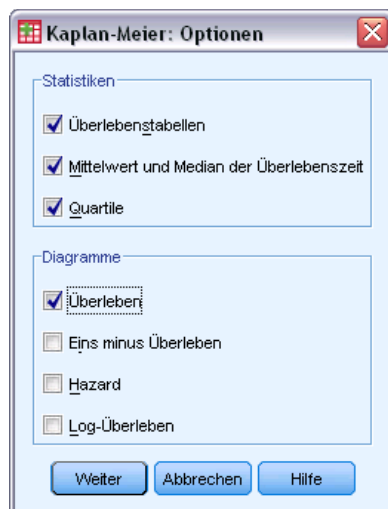 Kaplan-Meier: Optionen
Statistiken
Überlebenstabellen
Mittelwert und Median der Überlebenszeit
Quartile
Diagramme
Überleben
Eins minus Überleben
Hazard
Log-Überleben
Weiter Abbrechen Hilfe